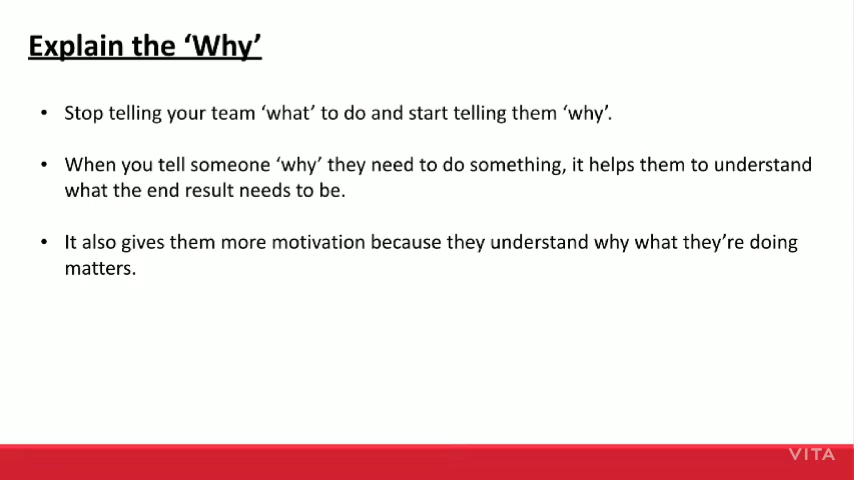 Explain the ‘Why’
• Stop telling your team ‘what’ to do and start telling them ‘why’.
• When you tell someone ‘why’ they need to do something, it helps them to understand
what the end result needs to be.
• It also gives them more motivation because they understand why what they’re doing
matters.
VITA